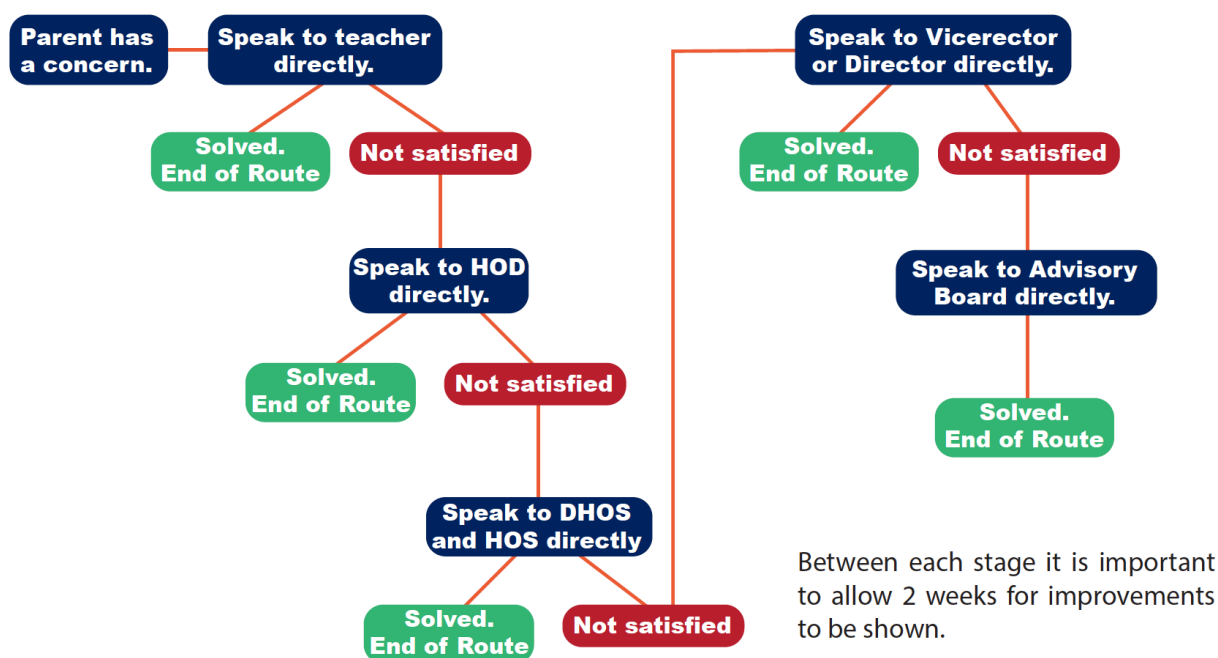 Parent has
a concern.
Speak to teacher
directly.
Solved.
End of Route
Not satisfied
Speak to HOD
directly.
Solved.
End of Route
Not satisfied
Speak to DHOS
and HOS directly
Solved.
End of Route
Not satisfied
Speak to Vicerector
or Director directly.
Solved.
End of Route
Not satisfied
Speak to Advisory
Board directly.
Solved.
End of Route
Between each stage it is important
to allow 2 weeks for improvements
to be shown.